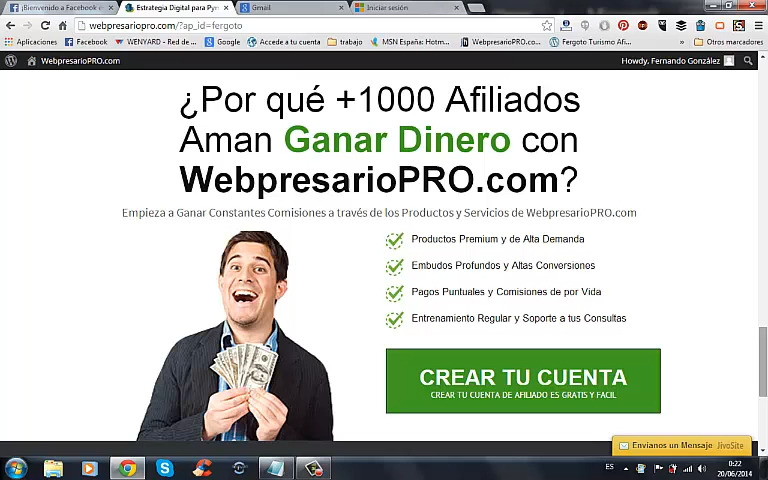 ¡Bienvenido a Facebook e
Estrategia Digital para Pym
Gmail
Iniciar sesión
webpresariopro.com/?ap_id=fergoto
Aplicaciones
Facebook
WENYARD - Red de ...
Google
Accede a tu cuenta
trabajo
MSN España: Hotm...
WebpresarioPRO.co...
Fergoto Turismo Afi...
Otros marcadores
WebpresarioPRO.com
Howdy, Fernando González
¿Por qué +1000 Afiliados
Aman Ganar Dinero con
WebpresarioPRO.com?
Empieza a Ganar Constantes Comisiones a través de los Productos y Servicios de WebpresarioPRO.com
Productos Premium y de Alta Demanda
Embudos Profundos y Altas Conversiones
Pagos Puntuales y Comisiones de por Vida
Entrenamiento Regular y Soporte a tus Consultas
CREAR TU CUENTA
CREAR TU CUENTA DE AFILIADO ES GRATIS Y FACIL
Envíanos un Mensaje JivoSite
ES
0:22
20/06/2014